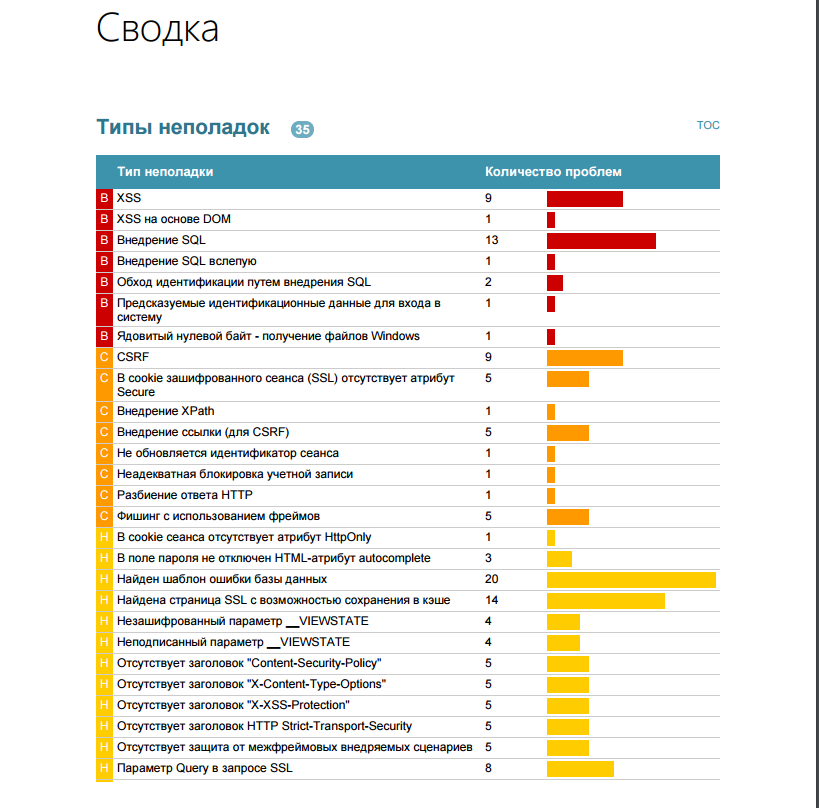 Сводка
Типы неполадок 35 TOC
Тип неполадки Количество проблем
В XSS 9
В XSS на основе DOM 1
В Внедрение SQL 13
В Внедрение SQL вслепую 1
В Обход идентификации путем внедрения SQL 2
В Предсказуемые идентификационные данные для входа в 1
систему
В Ядовитый нулевой байт - получение файлов Windows 1
С CSRF 9
С В cookie зашифрованного сеанса (SSL) отсутствует атрибут 5
Secure
С Внедрение XPath 1
С Внедрение ссылки (для CSRF) 5
С Не обновляется идентификатор сеанса 1
С Неадекватная блокировка учетной записи 1
С Разбиение ответа HTTP 1
С Фишинг с использованием фреймов 5
Н В cookie сеанса отсутствует атрибут HttpOnly 1
Н В поле пароля не отключен HTML-атрибут autocomplete 3
Н Найден шаблон ошибки базы данных 20
Н Найдена страница SSL с возможностью сохранения в кэше 14
Н Незашифрованный параметр __VIEWSTATE 4
Н Неподписанный параметр __VIEWSTATE 4
Н Отсутствует заголовок "Content-Security-Policy" 5
Н Отсутствует заголовок "X-Content-Type-Options" 5
Н Отсутствует заголовок "X-XSS-Protection" 5
Н Отсутствует заголовок HTTP Strict-Transport-Security 5
Н Отсутствует защита от межфреймовых внедряемых сценариев 5
Н Параметр Query в запросе SSL 8